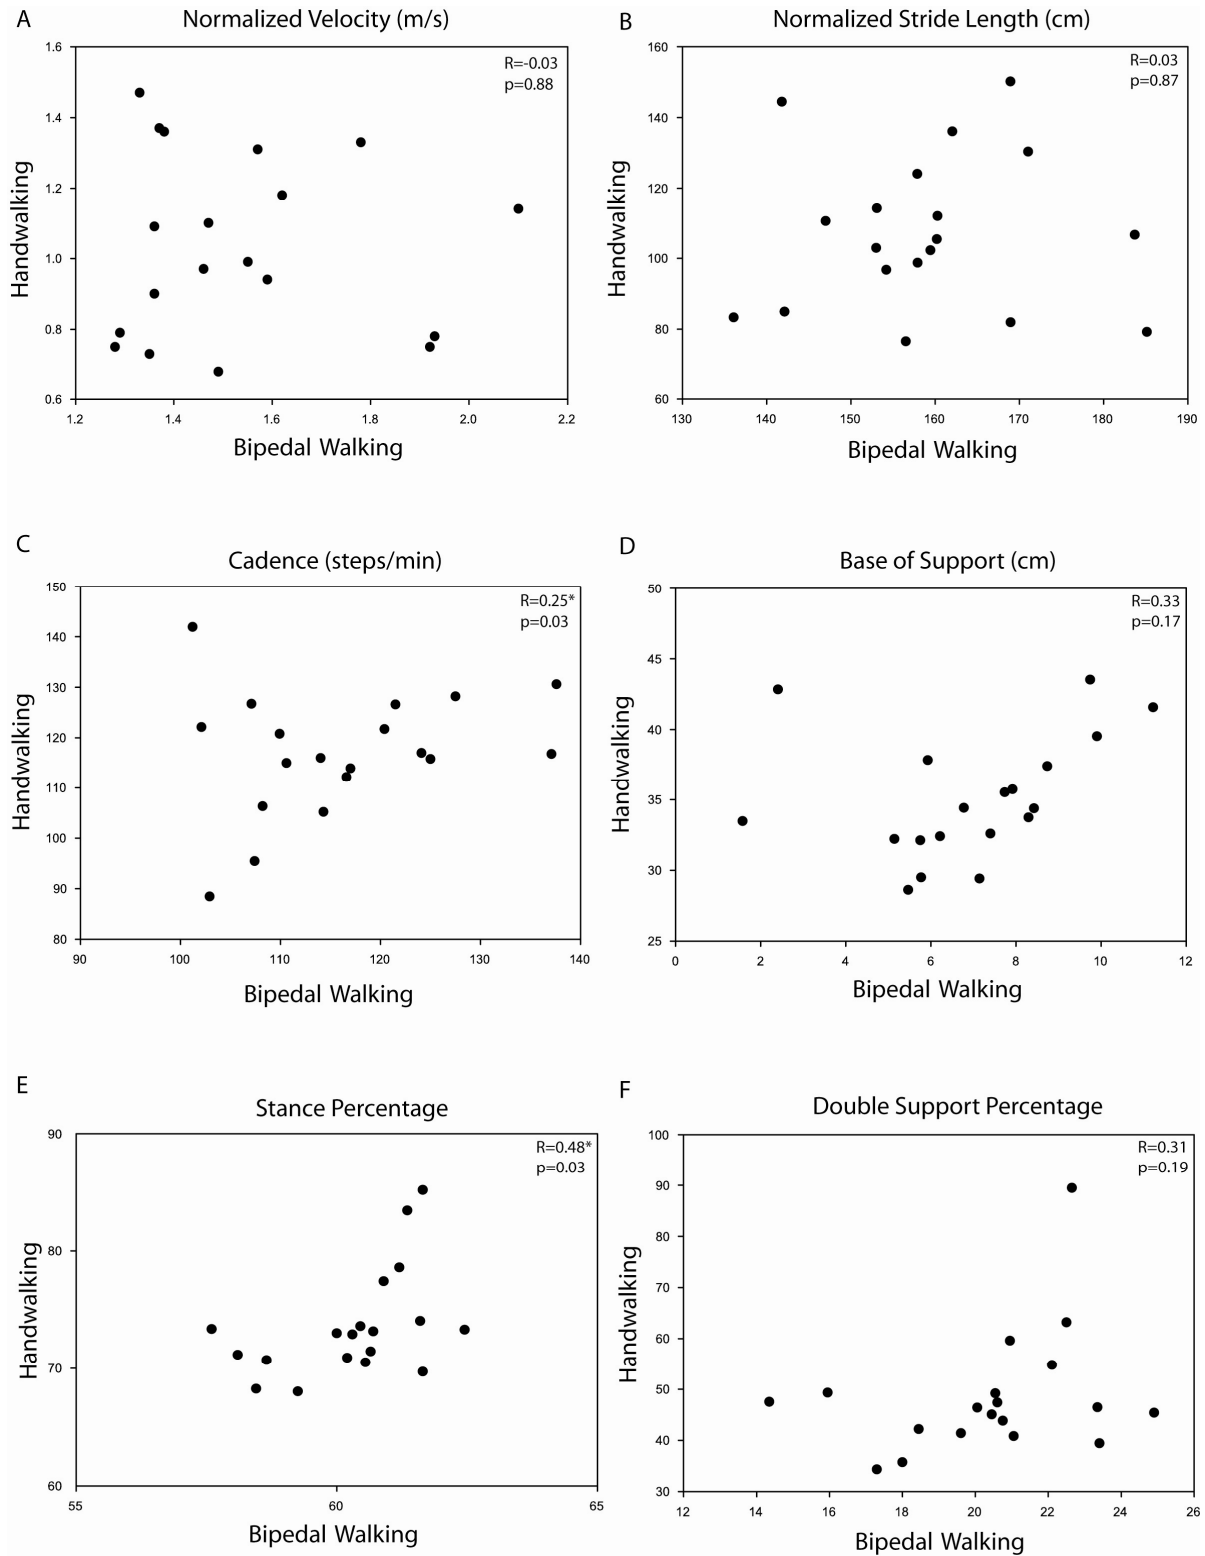 A
Normalized Velocity (m/s)
R=-0.03
p=0.88
1.6
1.4
1.2
1.0
0.8
0.6
Handwalking
1.2 1.4 1.6 1.8 2.0 2.2
Bipedal Walking
B
Normalized Stride Length (cm)
R=0.03
p=0.87
160
140
120
100
80
60
Handwalking
130 140 150 160 170 180 190
Bipedal Walking
C
Cadence (steps/min)
R=0.25*
p=0.03
150
140
130
120
110
100
90
80
Handwalking
90 100 110 120 130 140
Bipedal Walking
D
Base of Support (cm)
R=0.33
p=0.17
50
45
40
35
30
25
Handwalking
0 2 4 6 8 10 12
Bipedal Walking
E
Stance Percentage
R=0.48*
p=0.03
90
80
70
60
Handwalking
55 60 65
Bipedal Walking
F
Double Support Percentage
R=0.31
p=0.19
100
90
80
70
60
50
40
30
Handwalking
12 14 16 18 20 22 24 26
Bipedal Walking